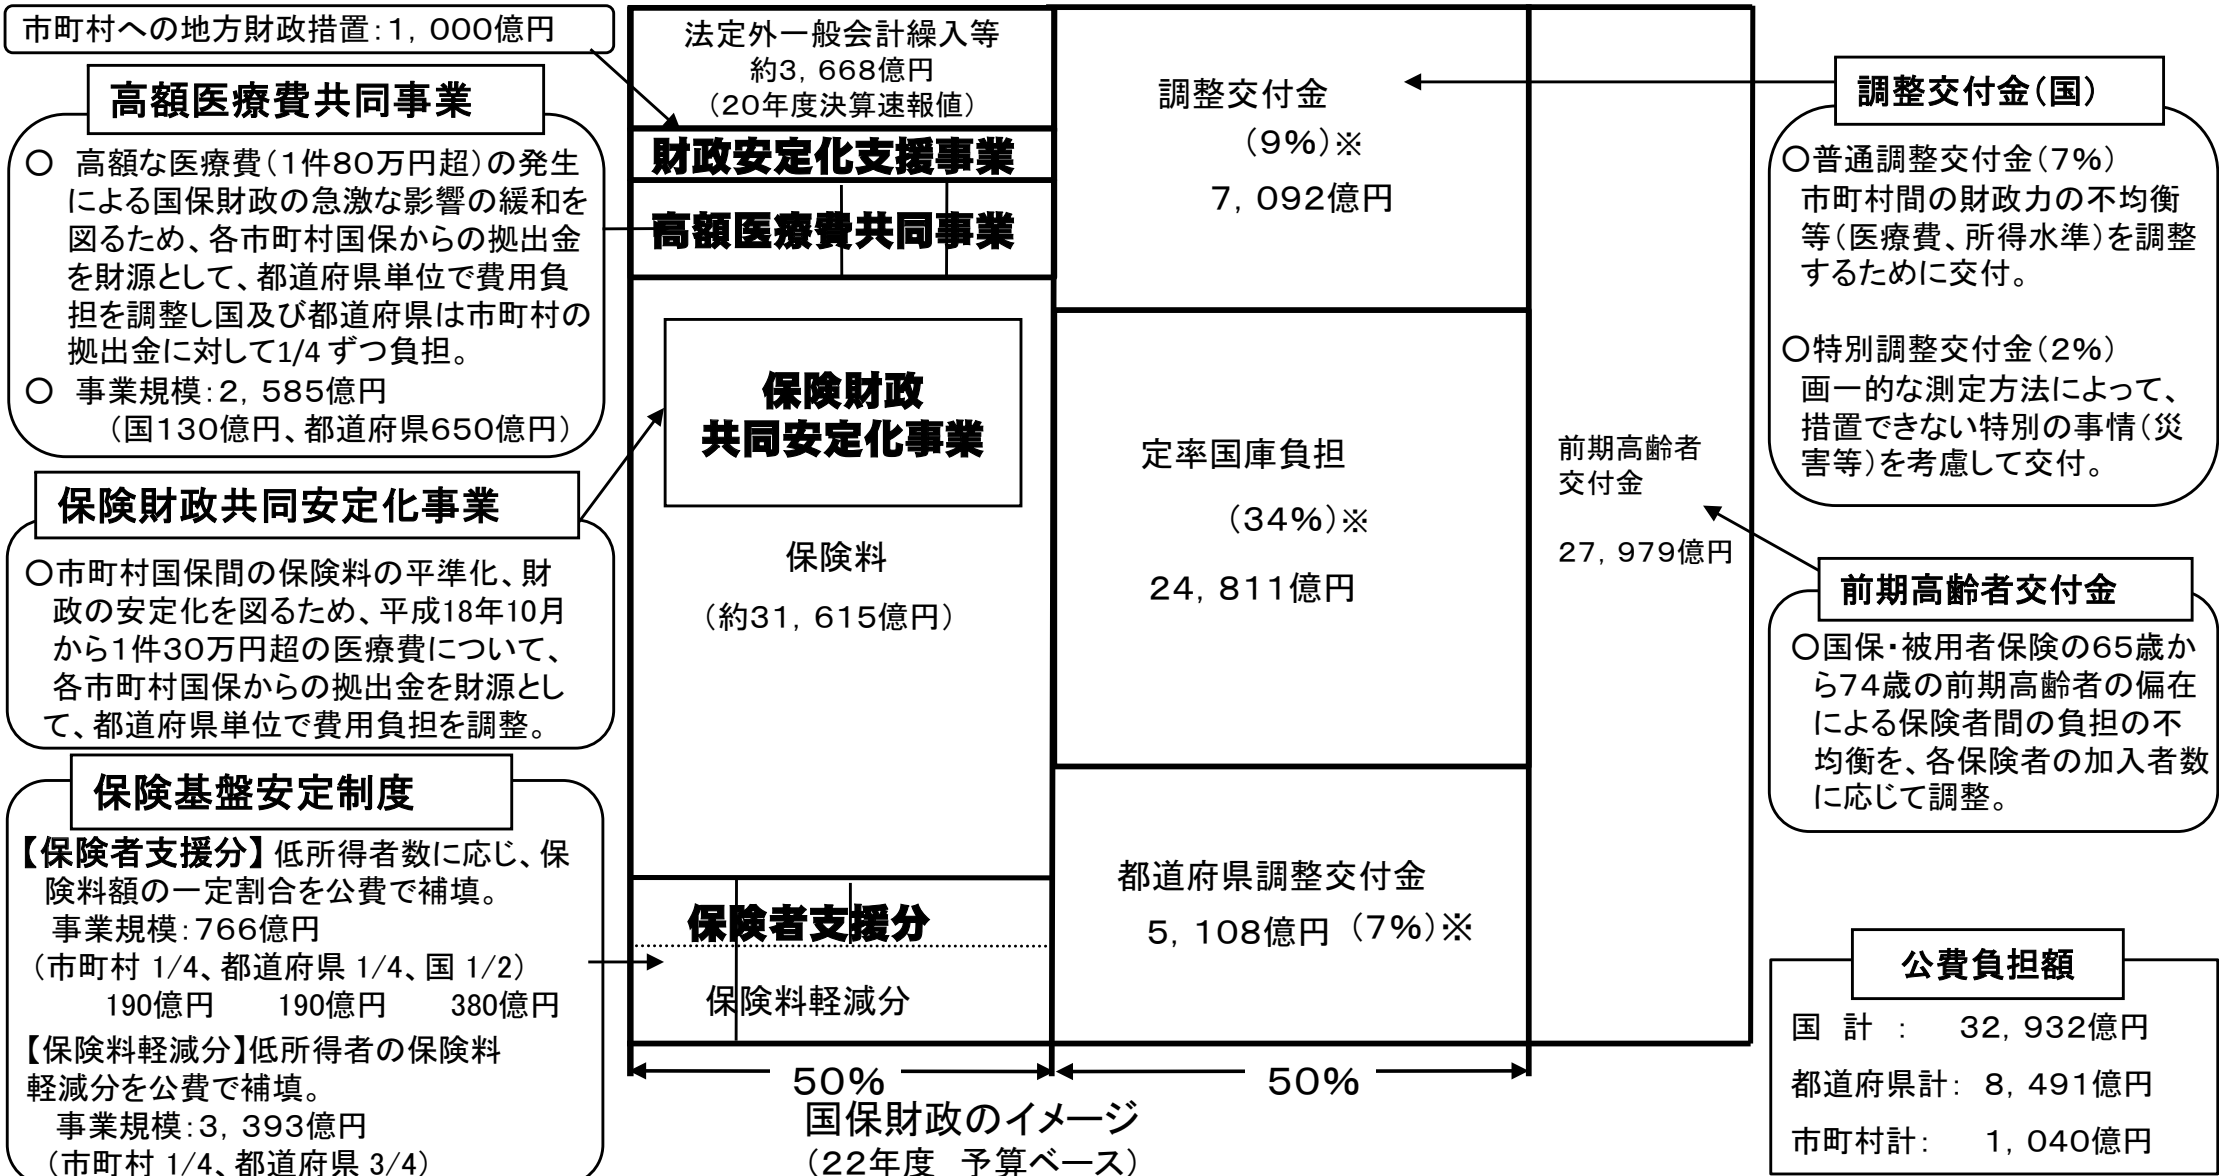 市町村への地方財政措置：１，０００億円
高額医療費共同事業
○　高額な医療費（１件８０万円超）の発生
による国保財政の急激な影響の緩和を
図るため、各市町村国保からの拠出金
を財源として、都道府県単位で費用負
担を調整し国及び都道府県は市町村の
拠出金に対して1/4 ずつ負担。
○　事業規模：２，５８５億円
（国１３０億円、都道府県６５０億円）
保険財政共同安定化事業
○市町村国保間の保険料の平準化、財
政の安定化を図るため、平成18年10月
から１件３０万円超の医療費について、
各市町村国保からの拠出金を財源とし
て、都道府県単位で費用負担を調整。
保険基盤安定制度
【保険者支援分】 低所得者数に応じ、保
険料額の一定割合を公費で補填。
事業規模：７６６億円
（市町村 1/4、都道府県 1/4、国 1/2）
190億円　190億円　380億円
【保険料軽減分】低所得者の保険料
軽減分を公費で補填。
事業規模：３，３９３億円
（市町村 1/4、都道府県 3/4）
法定外一般会計繰入等
約３，６６８億円
（２０年度決算速報値）
財政安定化支援事業
高額医療費共同事業
保険財政
共同安定化事業
保険料
（約３１，６１５億円）
保険者支援分
保険料軽減分
調整交付金
（９％）※
７，０９２億円
定率国庫負担
（３４％）※
２４，８１１億円
都道府県調整交付金
５，１０８億円 （７％）※
前期高齢者
交付金
２７，９７９億円
５０％
５０％
国保財政のイメージ
（２２年度　予算ベース）
調整交付金（国）
○普通調整交付金（７％）
市町村間の財政力の不均衡
等（医療費、所得水準）を調整
するために交付。
○特別調整交付金（２％）
画一的な測定方法によって、
措置できない特別の事情（災
害等）を考慮して交付。
前期高齢者交付金
○国保・被用者保険の６５歳か
ら７４歳の前期高齢者の偏在
による保険者間の負担の不
均衡を、各保険者の加入者数
に応じて調整。
公費負担額
国　計　：　３２，９３２億円
都道府県計：　８，４９１億円
市町村計：　１，０４０億円